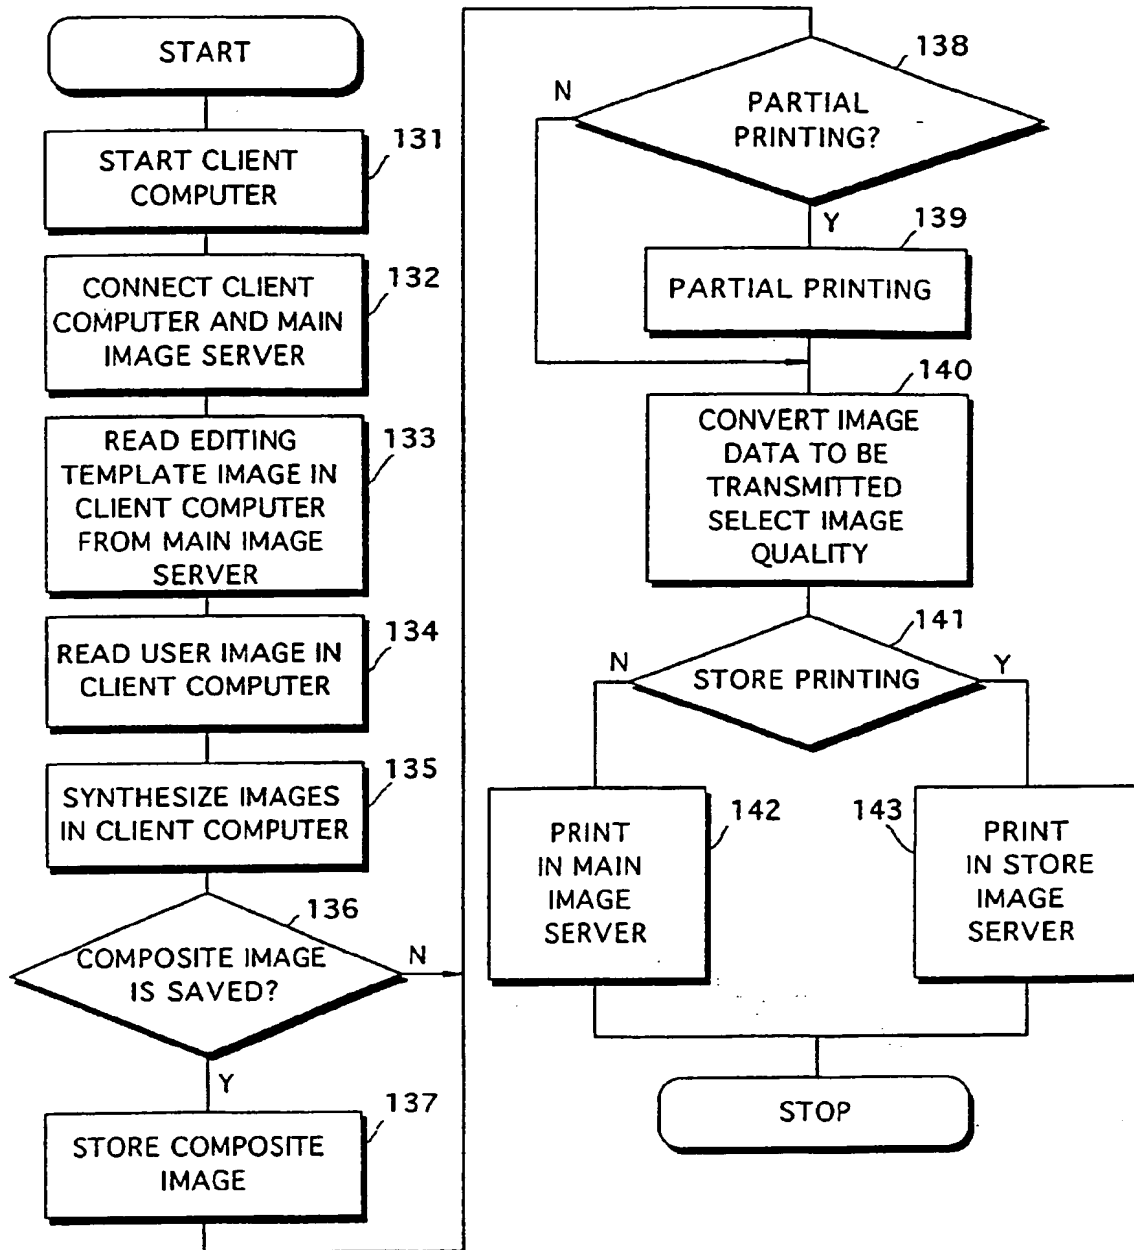 START
131
START CLIENT
COMPUTER
132
CONNECT CLIENT
COMPUTER AND MAIN
IMAGE SERVER
133
READ EDITING
TEMPLATE IMAGE IN
CLIENT COMPUTER
FROM MAIN IMAGE
SERVER
134
READ USER IMAGE IN
CLIENT COMPUTER
135
SYNTHESIZE IMAGES
IN CLIENT COMPUTER
136
COMPOSITE IMAGE
IS SAVED?
N
Y
137
STORE COMPOSITE
IMAGE
138
PARTIAL
PRINTING?
N
Y
139
PARTIAL PRINTING
140
CONVERT IMAGE
DATA TO BE
TRANSMITTED
SELECT IMAGE
QUALITY
141
STORE PRINTING
N
Y
142
PRINT
IN MAIN
IMAGE
SERVER
143
PRINT
IN STORE
IMAGE
SERVER
STOP